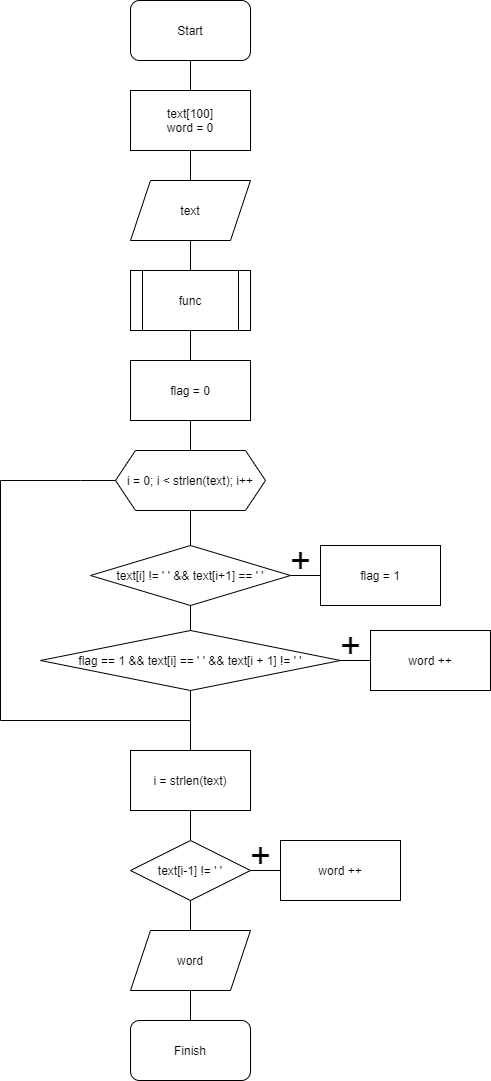 Start
text[100]
word = 0
text
func
flag = 0
i = 0; i < strlen(text); i++
text[i] != ' ' && text[i+1] == ' '
+
flag = 1
flag == 1 && text[i] == ' ' && text[i + 1] != ' '
+
word ++
i = strlen(text)
text[i-1] != ' '
+
word ++
word
Finish